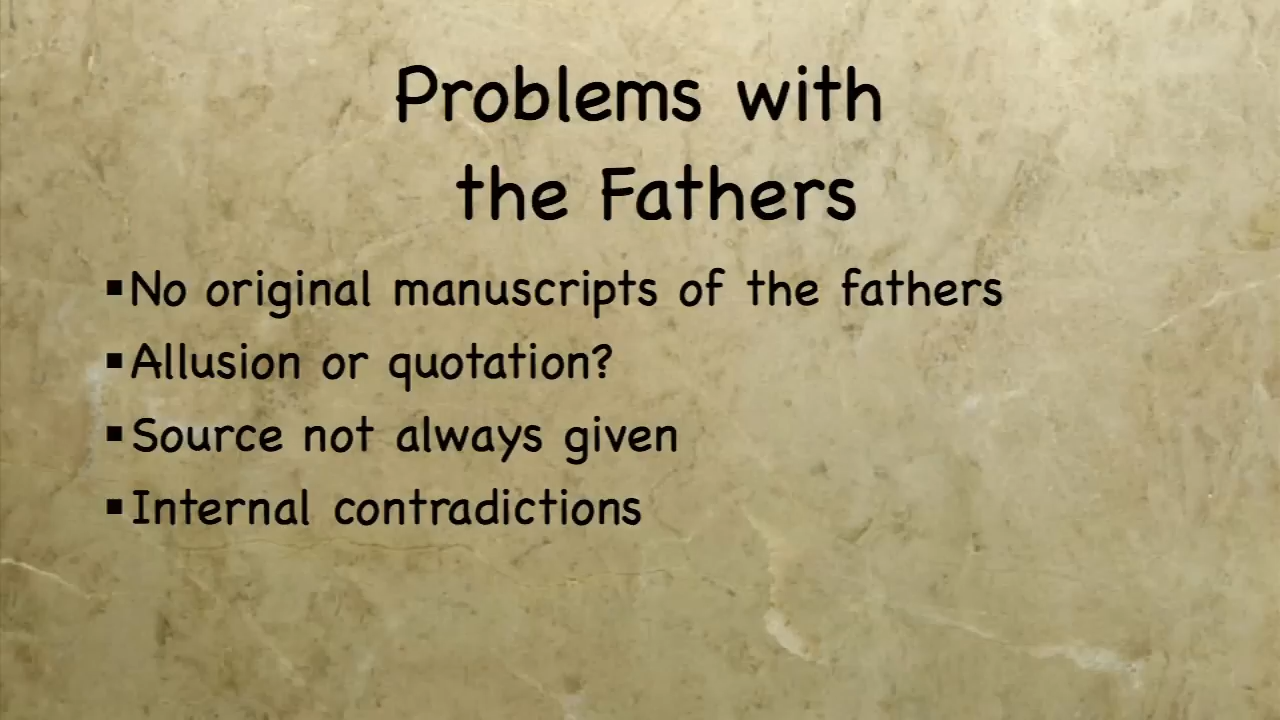 Problems with
the Fathers
▪No original manuscripts of the fathers
▪Allusion or quotation?
▪Source not always given
▪Internal contradictions